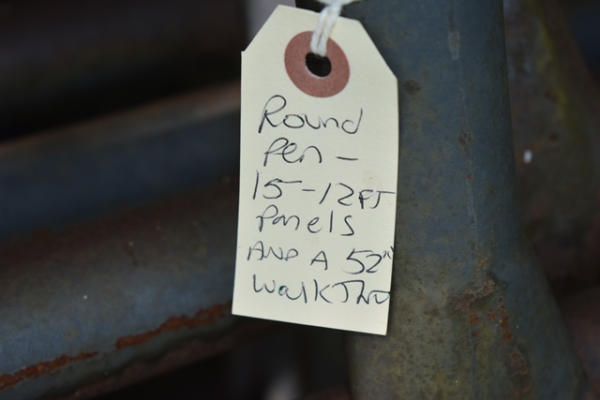 Round
Pen -
15-12FT
Panels
AND A 52"
WalkThru